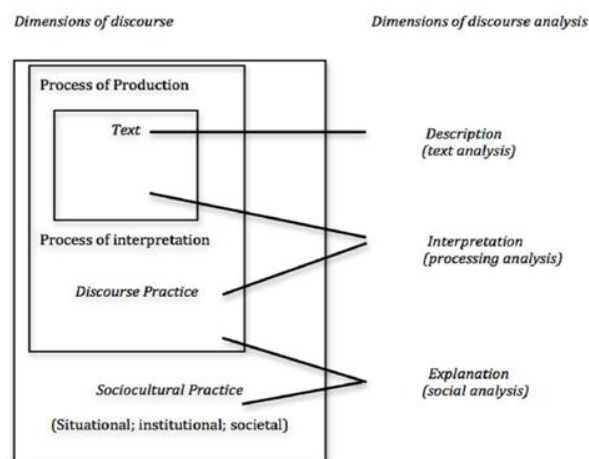 Dimensions of discourse
Dimensions of discourse analysis
Process of Production
Text
Description
(text analysis)
Process of interpretation
Interpretation
(processing analysis)
Discourse Practice
Explanation
(social analysis)
Sociocultural Practice
(Situational; institutional; societal)